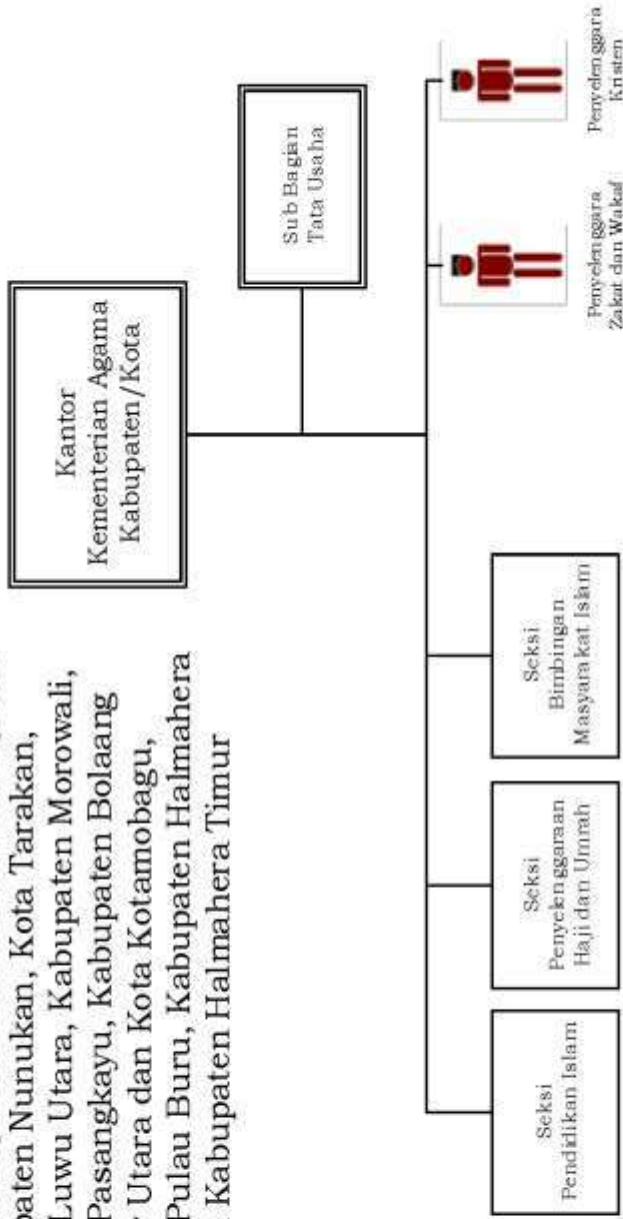 paten Nunukan, Kota Tarakan,
Luwu Utara, Kabupaten Morowali,
Pasangkayu, Kabupaten Bolaang
Utara dan Kota Kotamobagu,
Pulau Buru, Kabupaten Halmahera
Kabupaten Halmahera Timur
Kantor
Kementerian Agama
Kabupaten/Kota
Sub Bagian
Tata Usaha
Seksi
Pendidikan Islam
Seksi
Penyelenggaraan
Haji dan Umrah
Seksi
Bimbingan
Masyarakat Islam
Penyelenggara
Zakat dan Wakaf
Penyelenggara
Kristen